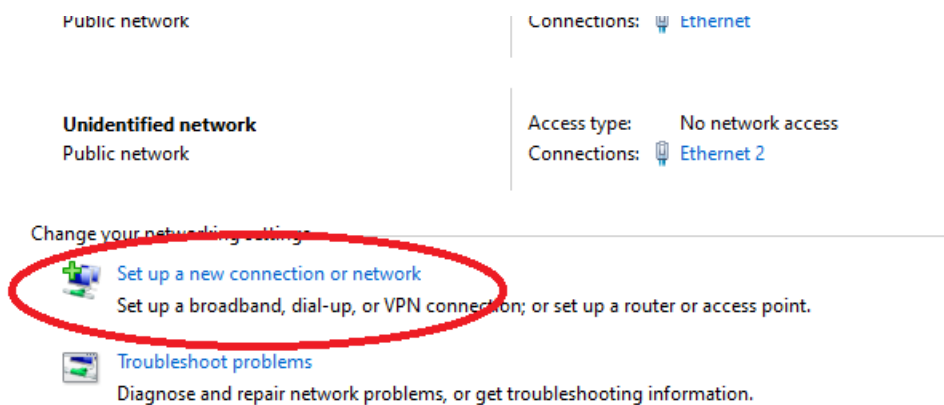 Public network
Connections: Ethernet
Unidentified network
Access type: No network access
Public network
Connections: Ethernet 2
Change your networking settings
Set up a new connection or network
Set up a broadband, dial-up, or VPN connection; or set up a router or access point.
Troubleshoot problems
Diagnose and repair network problems, or get troubleshooting information.